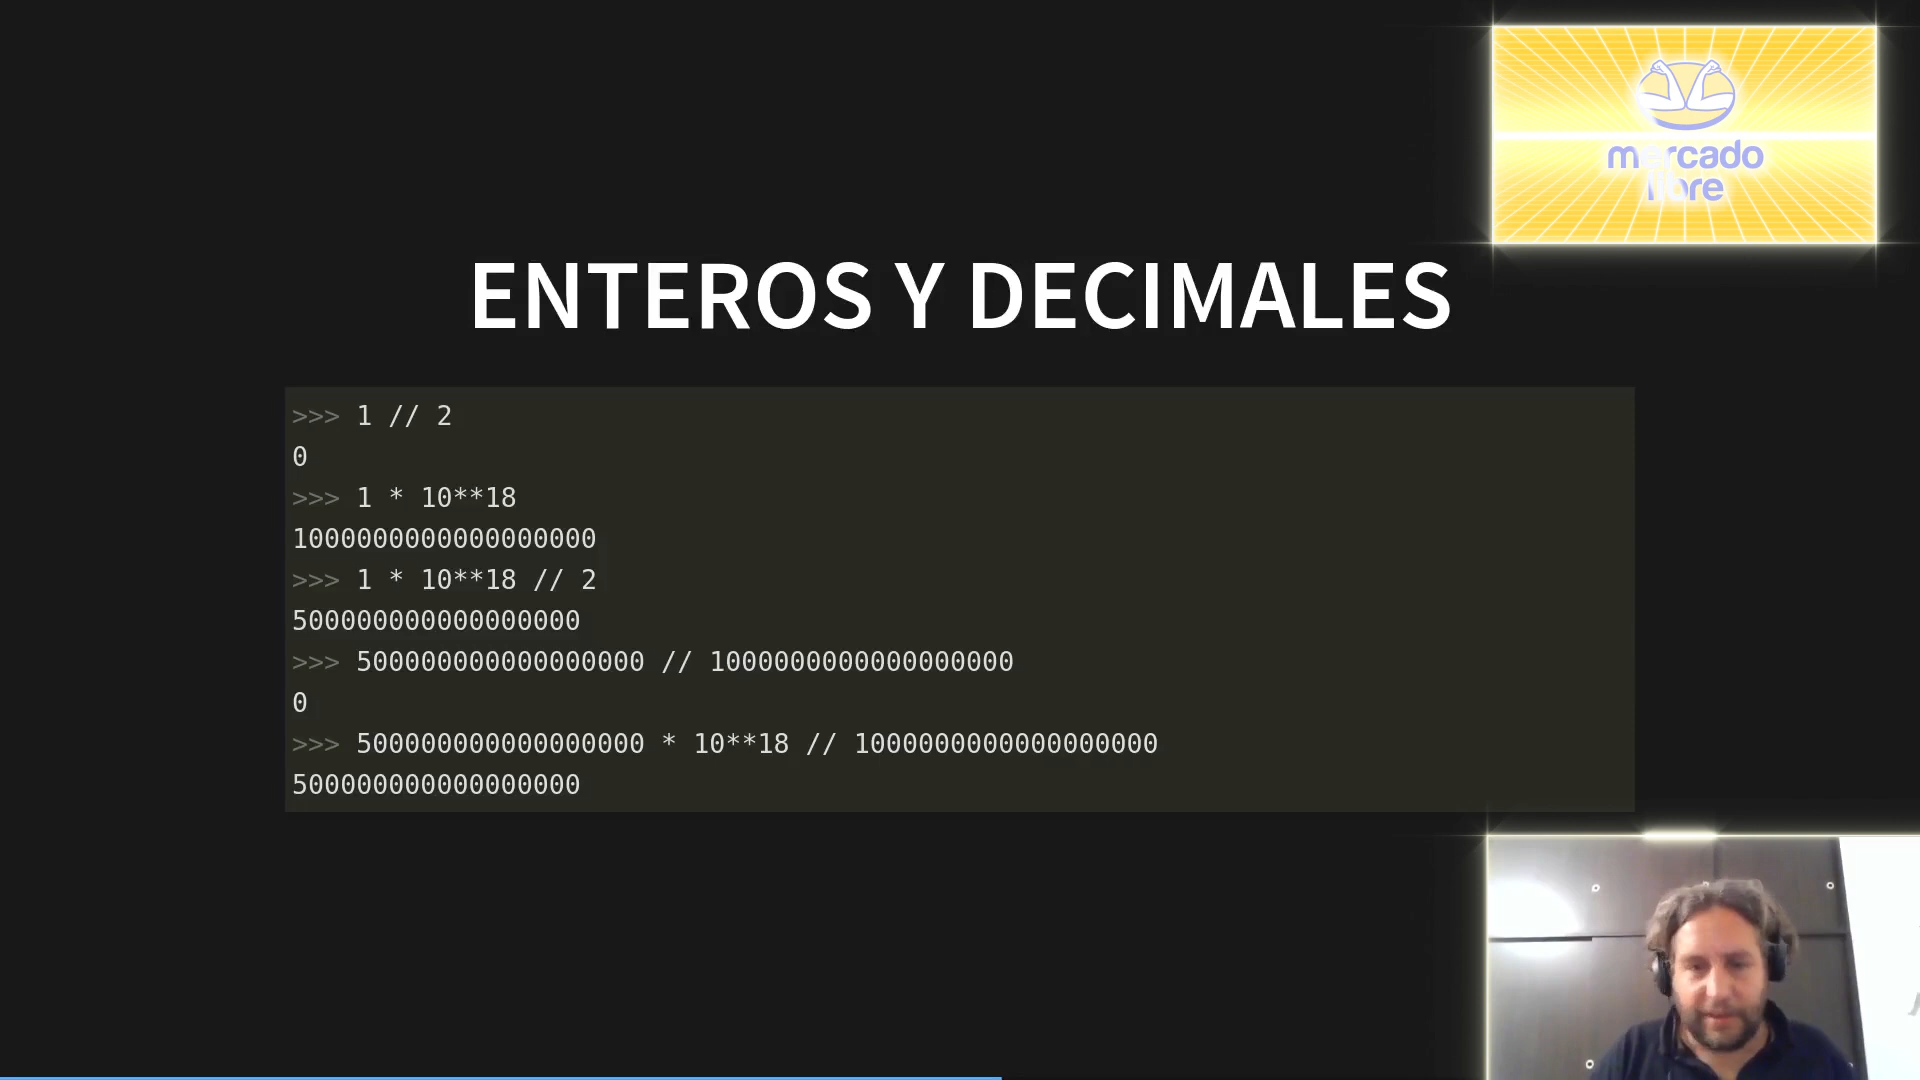 mercado
libre
ENTEROS Y DECIMALES
>>> 1 // 2
0
>>> 1 * 10**18
1000000000000000000
>>> 1 * 10**18 // 2
500000000000000000
>>> 500000000000000000 // 1000000000000000000
0
>>> 500000000000000000 * 10**18 // 1000000000000000000
500000000000000000